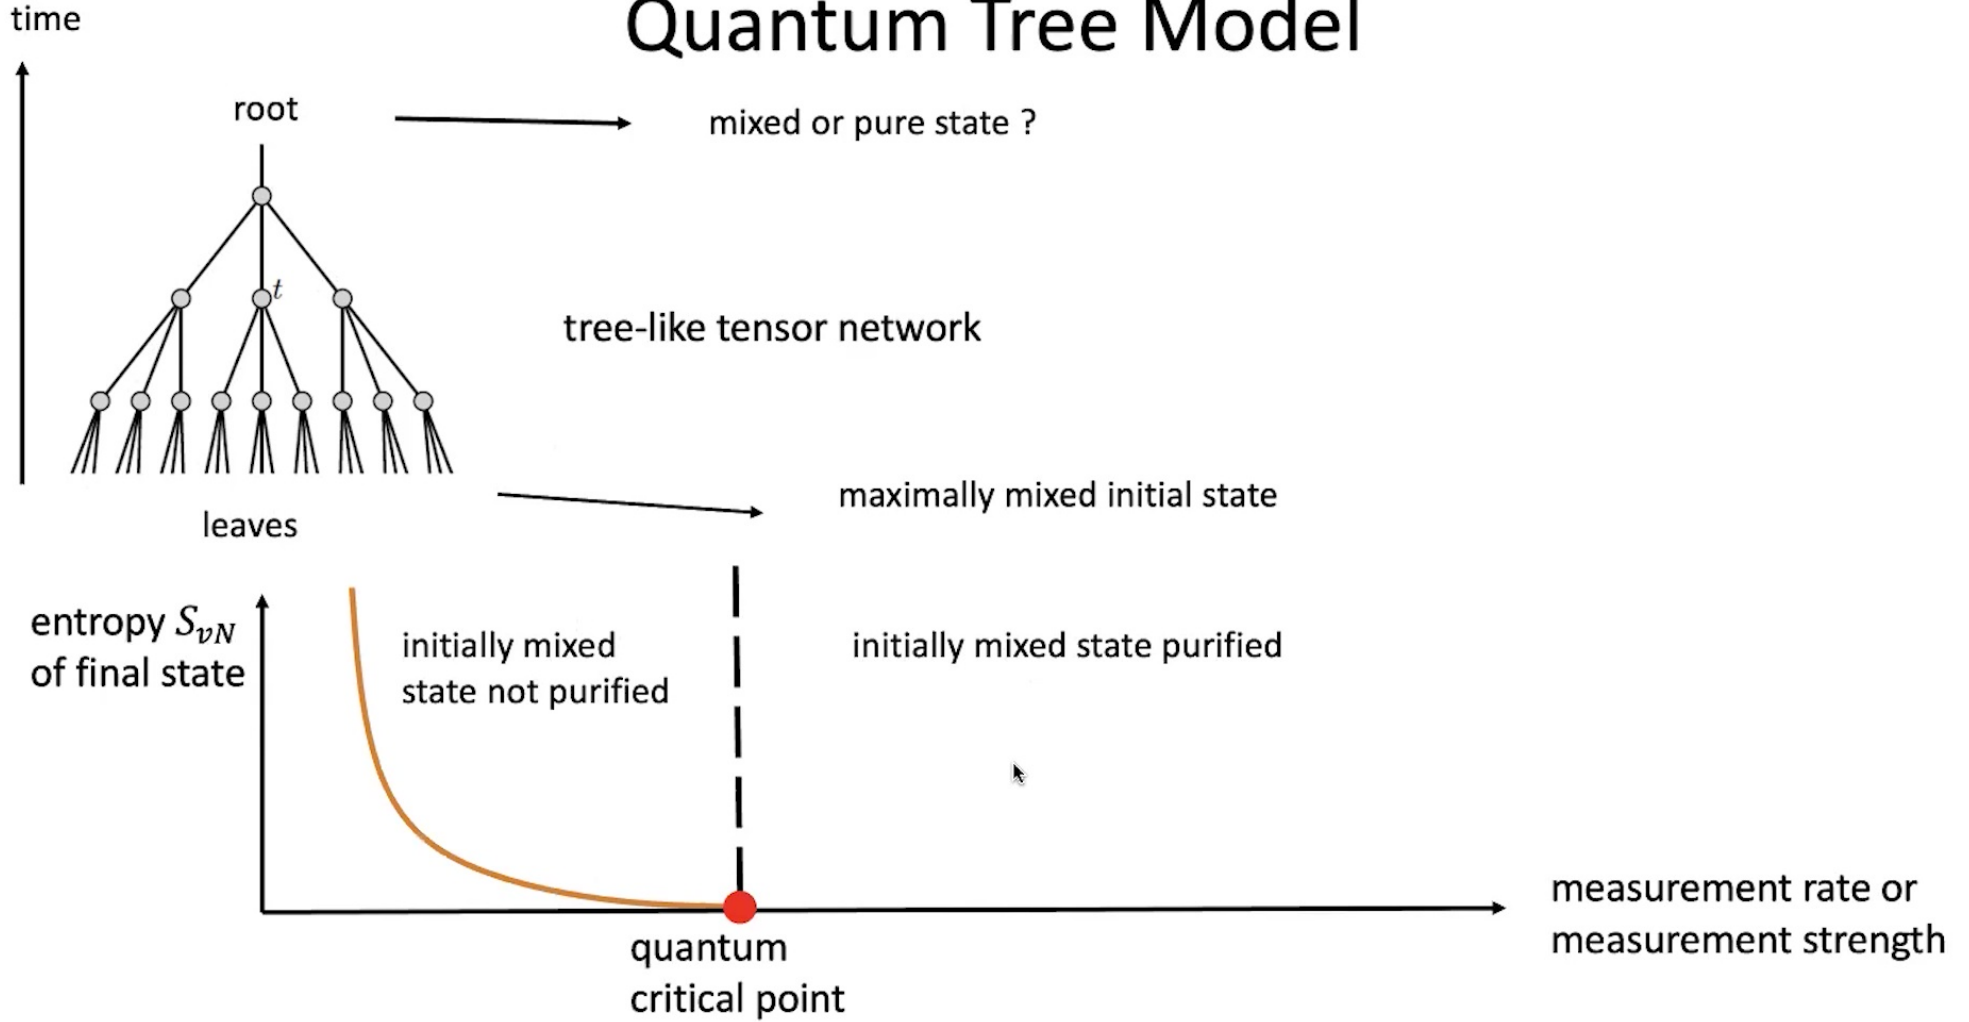 Quantum Tree Model
time
root
mixed or pure state ?
t
tree-like tensor network
maximally mixed initial state
leaves
entropy S_{vN}
of final state
initially mixed
state not purified
initially mixed state purified
measurement rate or
measurement strength
quantum
critical point